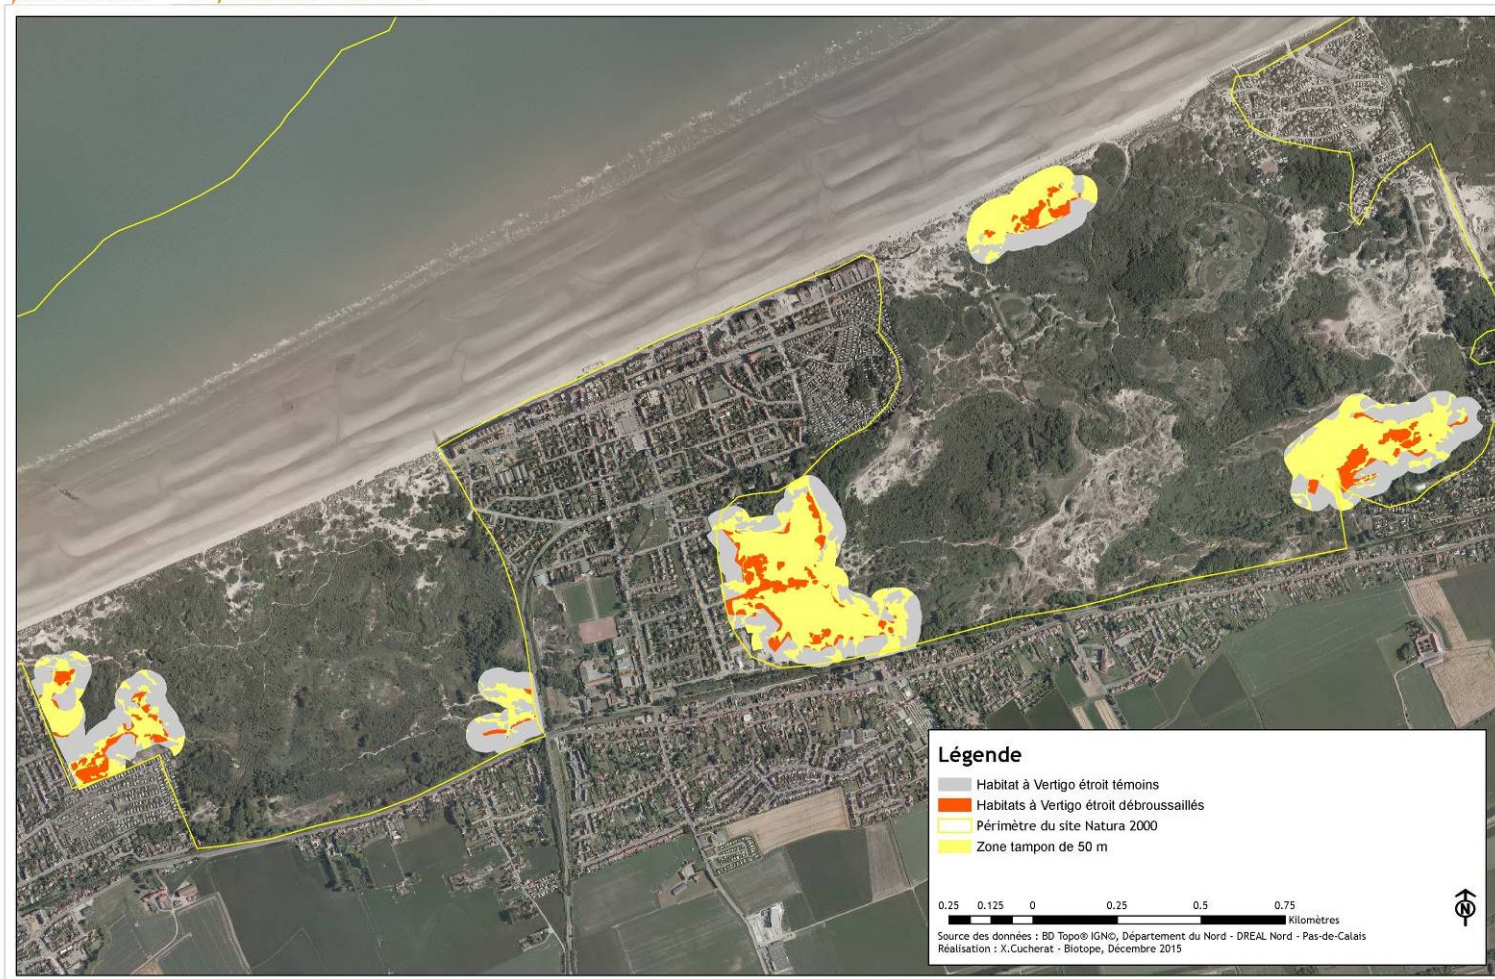 Légende
Habitat à Vertigo étroit témoins
Habitats à Vertigo étroit débroussaillés
Périmètre du site Natura 2000
Zone tampon de 50 m
0.25 0.125 0 0.25 0.5 0.75
Kilomètres
N
Source des données : BD Topo® IGN©, Département du Nord - DREAL Nord - Pas-de-Calais
Réalisation : X.Cucherat - Biotope, Décembre 2015